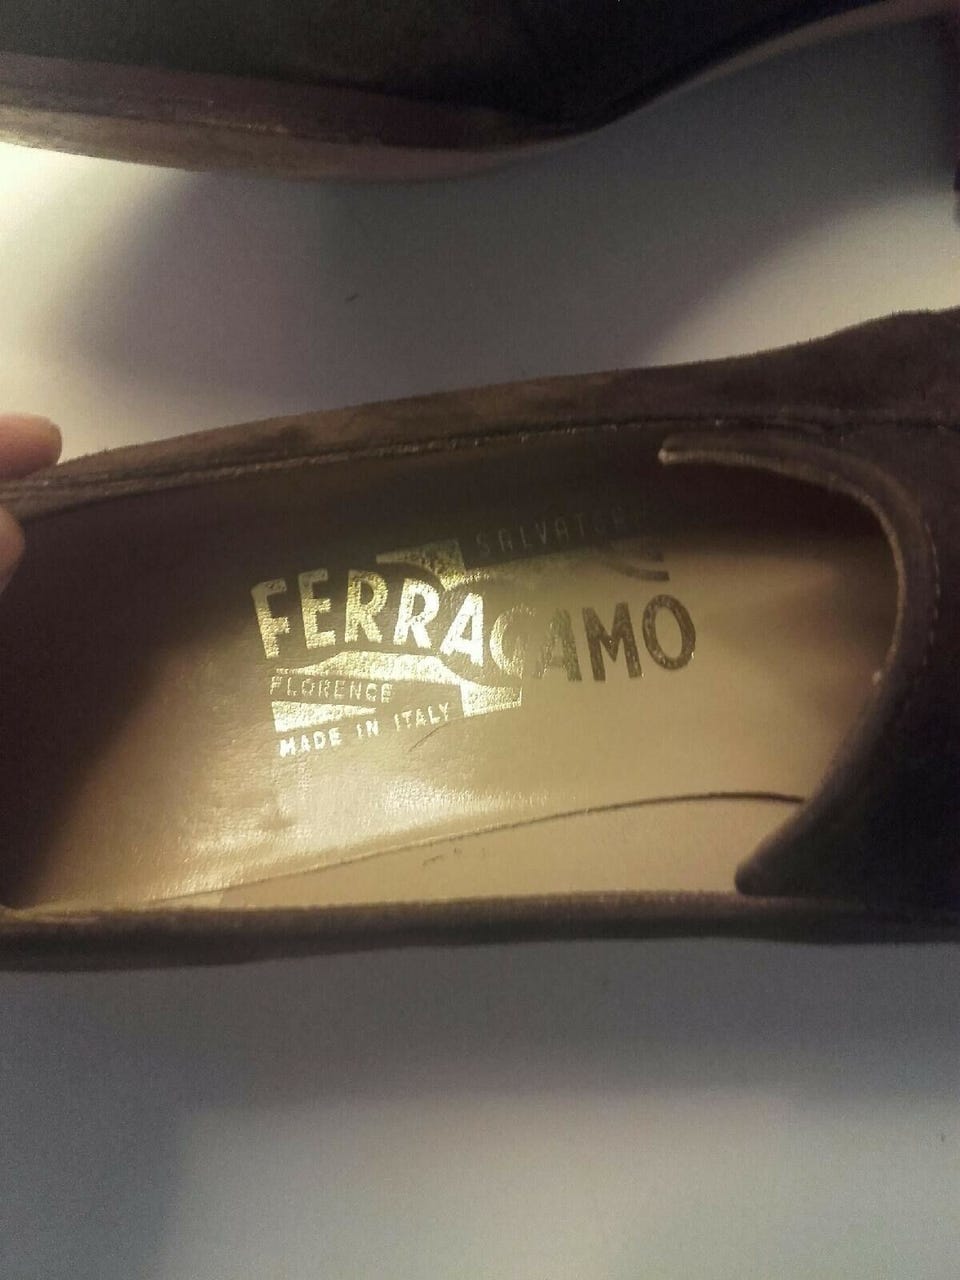 SALVATORE
FERRAGAMO
FLORENCE
MADE IN ITALY